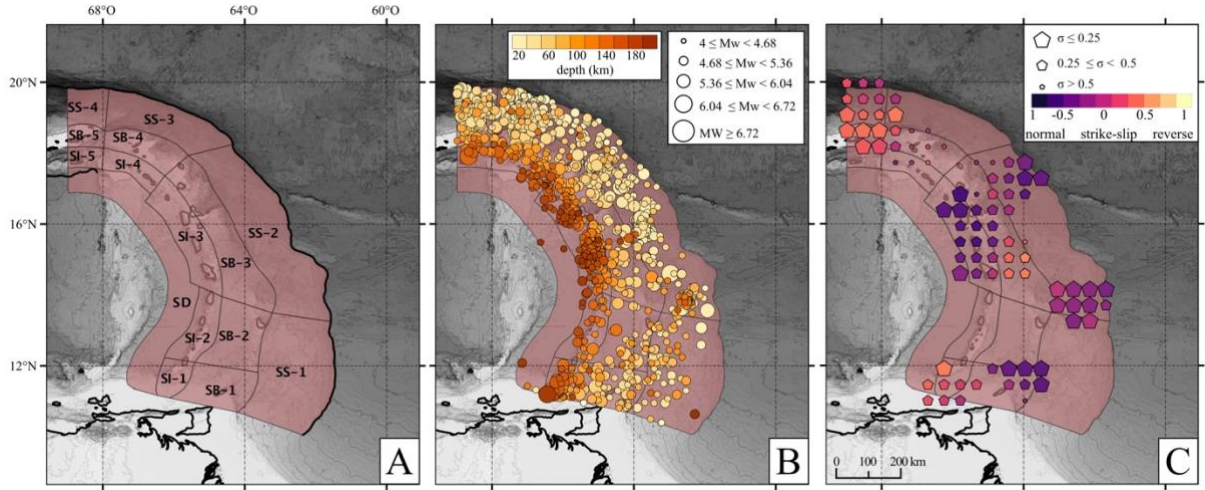 68°O
64°O
60°O
20°N
16°N
12°N
SS-4
SS-3
SB-5
SB-4
SI-5
SI-4
SI-3
SS-2
SB-3
SD
SI-2
SB-2
SS-1
SI-1
SB-1
A
20 60 100 140 180
depth (km)
4 ≤ Mw < 4.68
4.68 ≤ Mw < 5.36
5.36 ≤ Mw < 6.04
6.04 ≤ Mw < 6.72
MW ≥ 6.72
B
σ ≤ 0.25
0.25 ≤ σ < 0.5
σ > 0.5
1 -0.5 0 0.5 1
normal strike-slip reverse
0 100 200 km
C